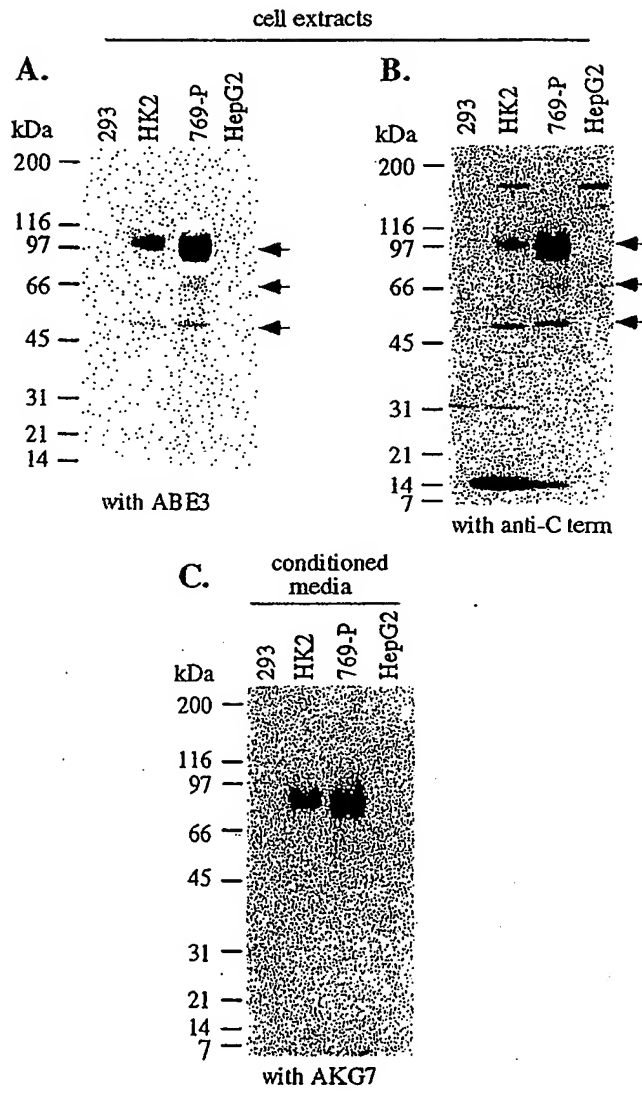 cell extracts
A.
kDa
293
HK2
769-P
HepG2
200
116
97
66
45
31
21
14
with ABE3
B.
kDa
293
HK2
769-P
HepG2
200
116
97
66
45
31
21
14
7
with anti-C term
C.
conditioned
media
kDa
293
HK2
769-P
HepG2
200
116
97
66
45
31
21
14
7
with AKG7